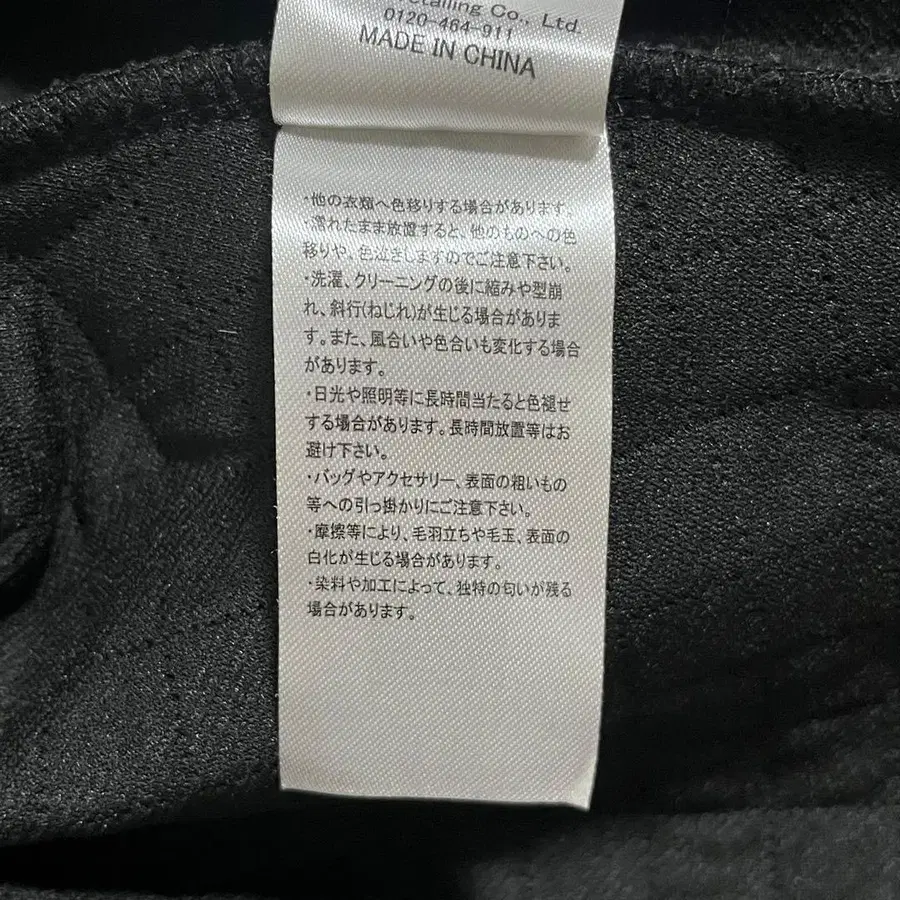 Co., Ltd.
0120-464-911
MADE IN CHINA
・他の衣類へ色移りする場合があります。
・濡れたまま放置すると、他のものへの色
移りや、色泣きしますのでご注意下さい。
・洗濯、クリーニングの後に縮みや型崩
れ、斜行(ねじれ)が生じる場合がありま
す。また、風合いや色合いも変化する場合
があります。
・日光や照明等に長時間当たると色褪せ
する場合があります。長時間放置等はお
避け下さい。
・バッグやアクセサリー、表面の粗いもの
等への引っ掛かりにご注意下さい。
・摩擦等により、毛羽立ちや毛玉、表面の
白化が生じる場合があります。
・染料や加工によって、独特の匂いが残る
場合があります。